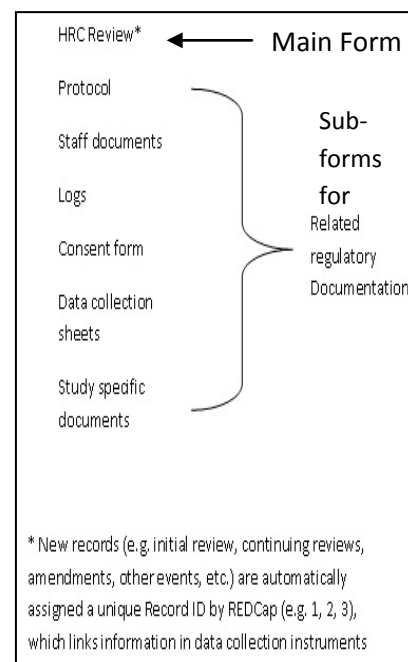 HRC Review*
Main Form
Protocol
Staff documents
Logs
Consent form
Data collection
sheets
Study specific
documents
Sub-
forms
for
Related
regulatory
Documentation
* New records (e.g. initial review, continuing reviews,
amendments, other events, etc.) are automatically
assigned a unique Record ID by REDCap (e.g. 1, 2, 3),
which links information in data collection instruments